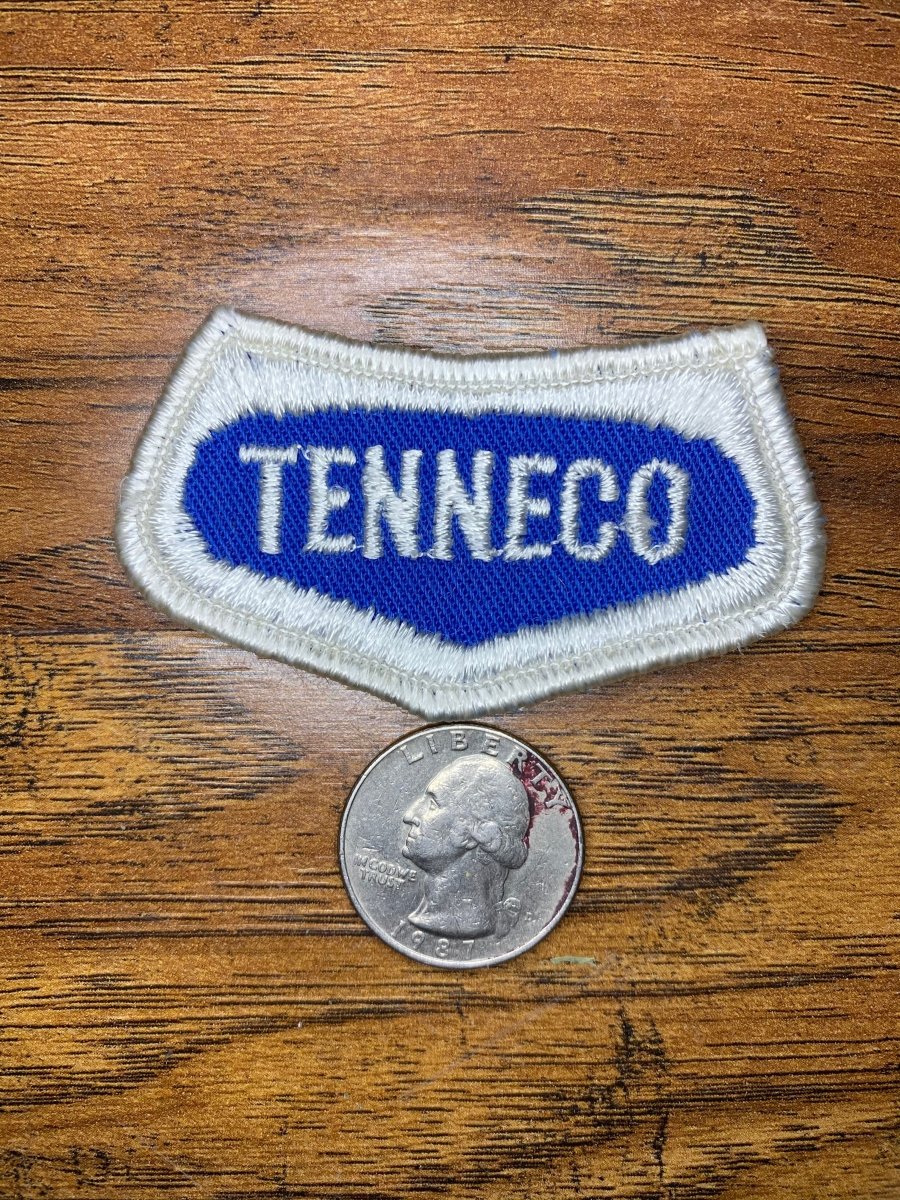 TENNECO
LIBERTY
IN GOD WE
TRUST
1987